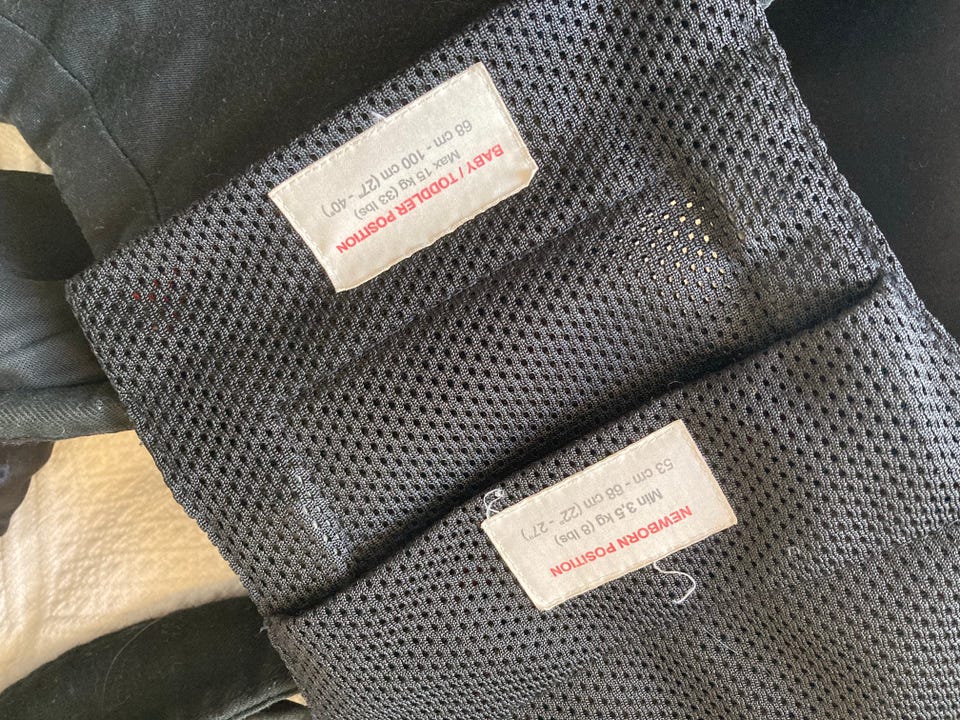 NEWBORN POSITION
Min 3,5 kg (8 lbs)
53 cm - 68 cm (22" - 27")
BABY / TODDLER POSITION
Max 15 kg (33 lbs)
68 cm - 100 cm (27" - 40")